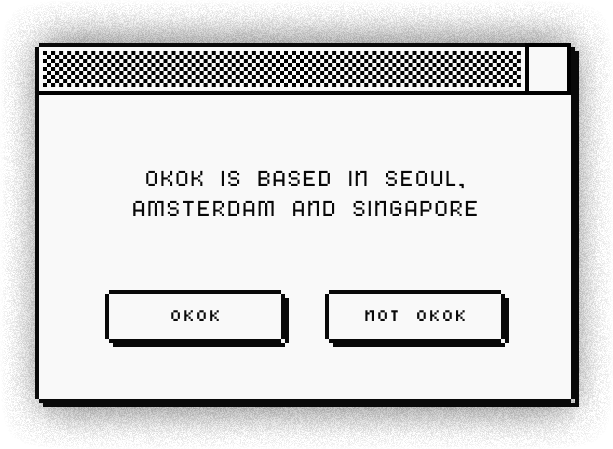 OKOK IS BASED IN SEOUL,
AMSTERDAM AND SINGAPORE
OKOK
NOT OKOK